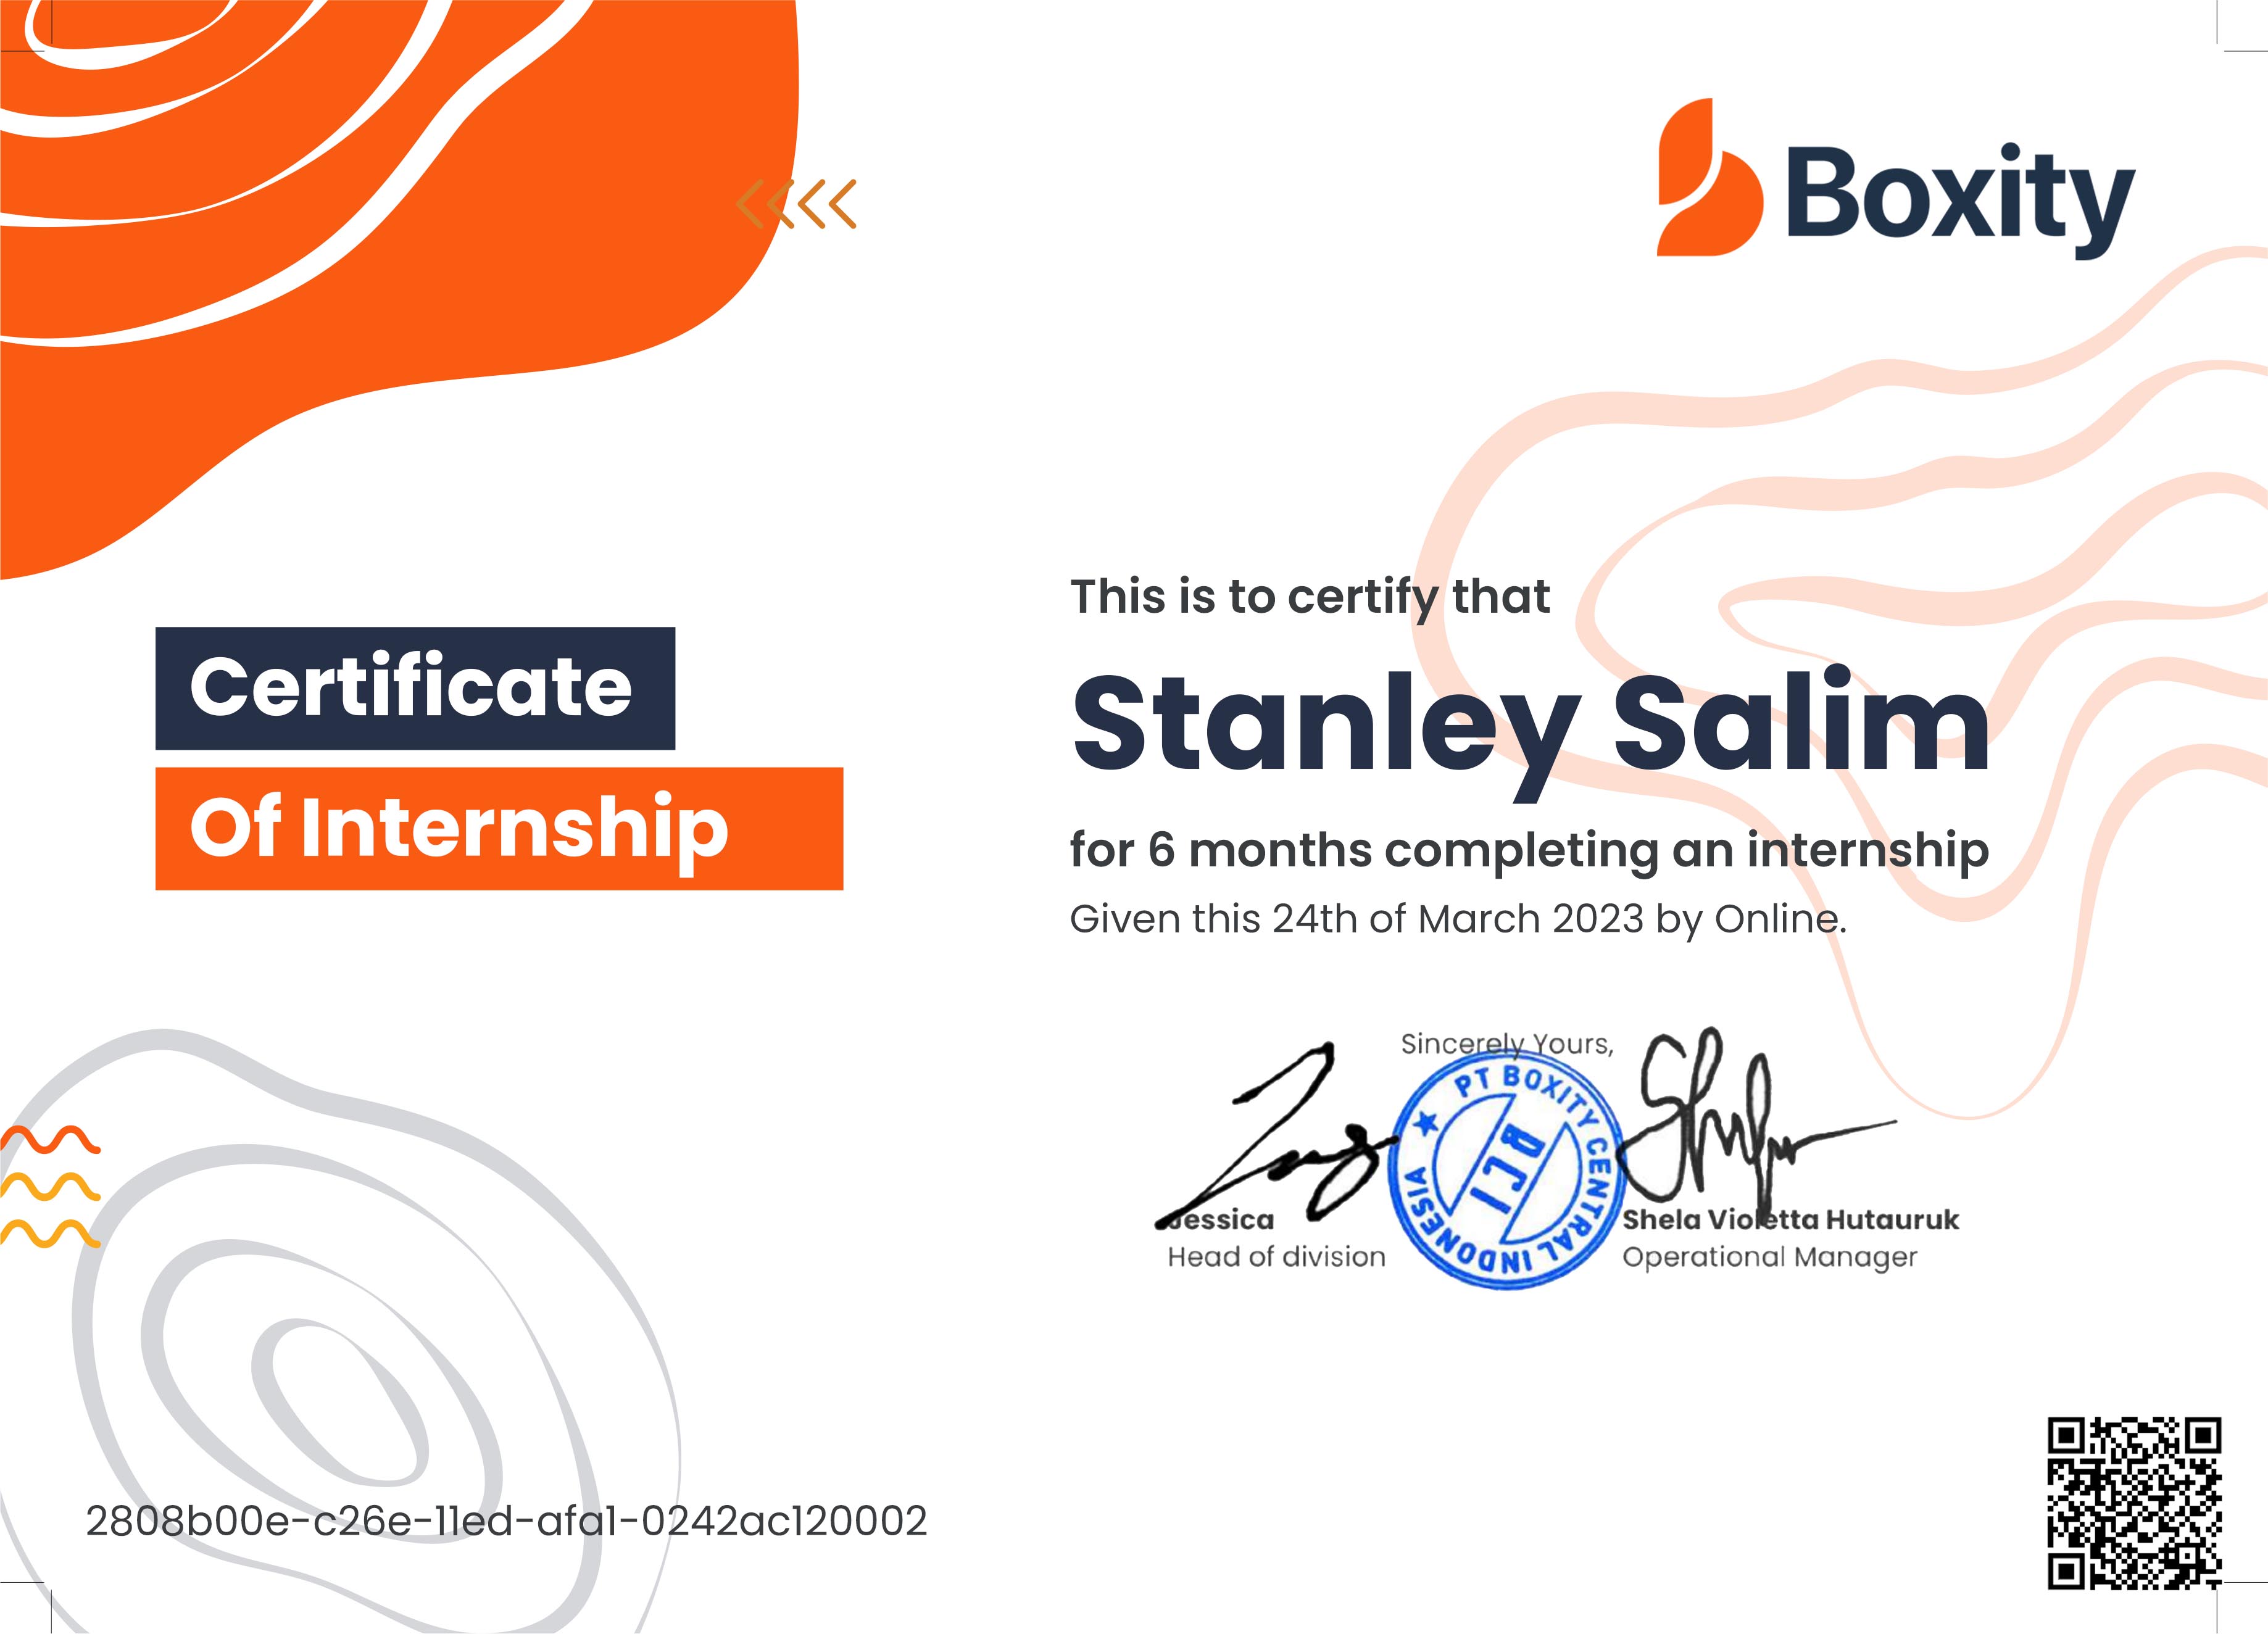 Boxity
Certificate
Of Internship
This is to certify that
Stanley Salim
for 6 months completing an internship
Given this 24th of March 2023 by Online.
Sincerely Yours,
PT BOXITY CENTRAL INDONESIA
BCI
Jessica
Head of division
Shela Violetta Hutauruk
Operational Manager
2808b00e-c26e-11ed-afa1-0242ac120002